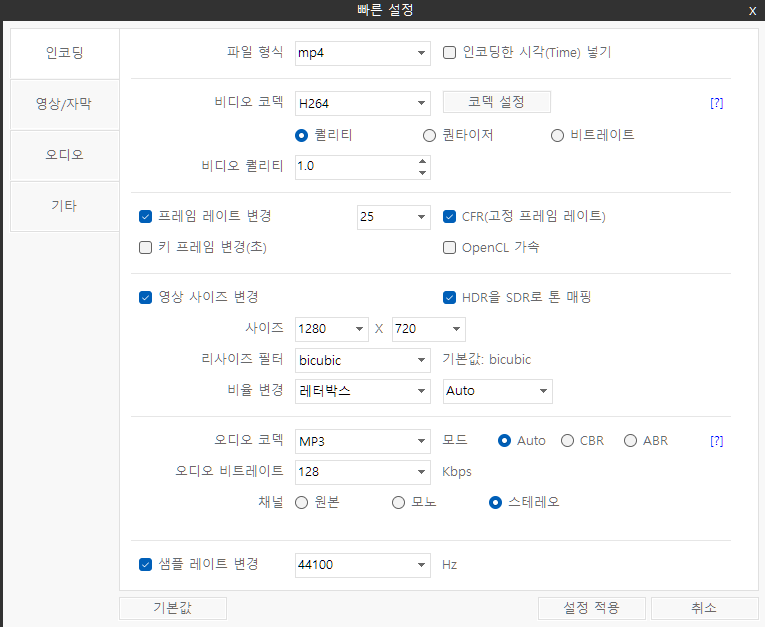 빠른 설정 X
인코딩
영상/자막
오디오
기타
파일 형식 mp4 인코딩한 시각(Time) 넣기
비디오 코덱 H264 코덱 설정 [?]
퀄리티 퀀타이저 비트레이트
비디오 퀄리티 1.0
프레임 레이트 변경 25 CFR(고정 프레임 레이트)
키 프레임 변경(초) OpenCL 가속
영상 사이즈 변경 HDR을 SDR로 톤 매핑
사이즈 1280 X 720
리사이즈 필터 bicubic 기본값: bicubic
비율 변경 레터박스 Auto
오디오 코덱 MP3 모드 Auto CBR ABR [?]
오디오 비트레이트 128 Kbps
채널 원본 모노 스테레오
샘플 레이트 변경 44100 Hz
기본값 설정 적용 취소